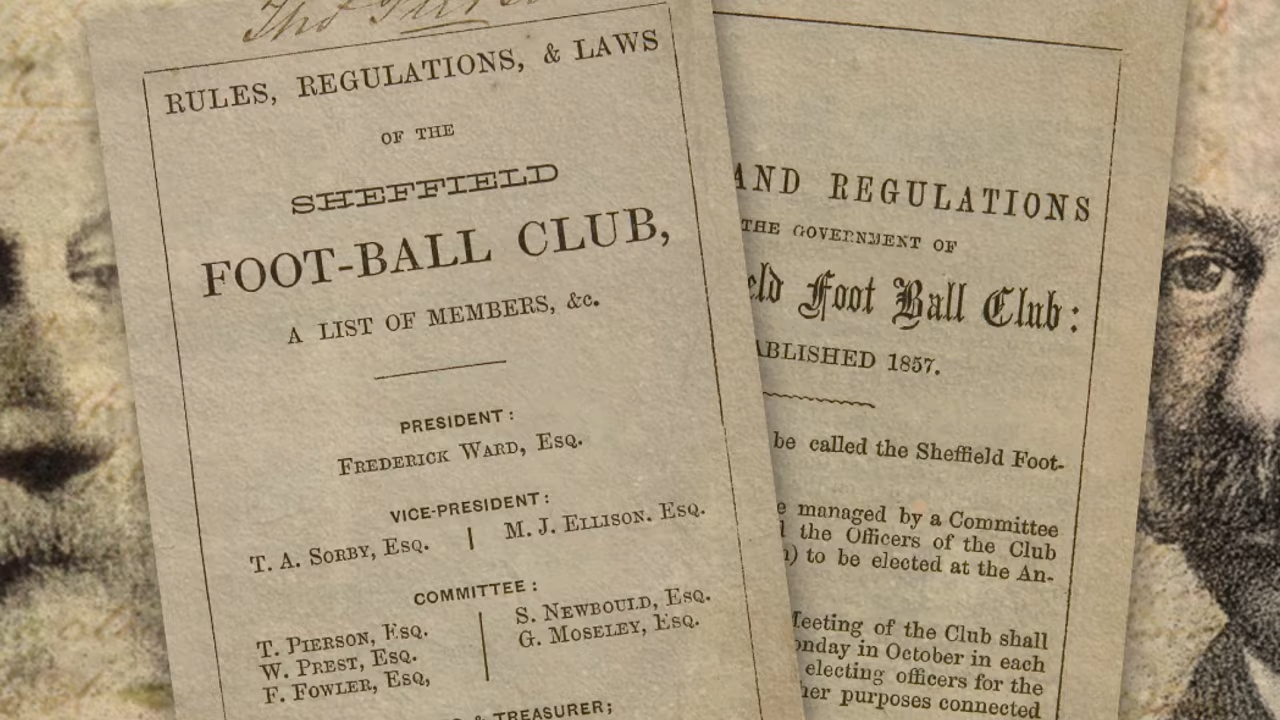 Tho
RULES, REGULATIONS, & LAWS
OF THE
SHEFFIELD
FOOT-BALL CLUB,
A LIST OF MEMBERS, &c.
PRESIDENT:
FREDERICK WARD, ESQ.
VICE-PRESIDENT:
T. A. SORBY, ESQ. | M. J. ELLISON. ESQ.
COMMITTEE:
T. PIERSON, ESQ.
W. PREST, ESQ.
F. FOWLER, ESQ,
S. NEWBOULD, ESQ.
G. MOSELEY, ESQ.
& TREASURER;
AND REGULATIONS
THE GOVERNMENT OF
eld Foot Ball Club:
ABLISHED 1857.
be called the Sheffield Foot-
e managed by a Committee
the Officers of the Club
) to be elected at the An-
eeting of the Club shall
onday in October in each
electing officers for the
her purposes connected